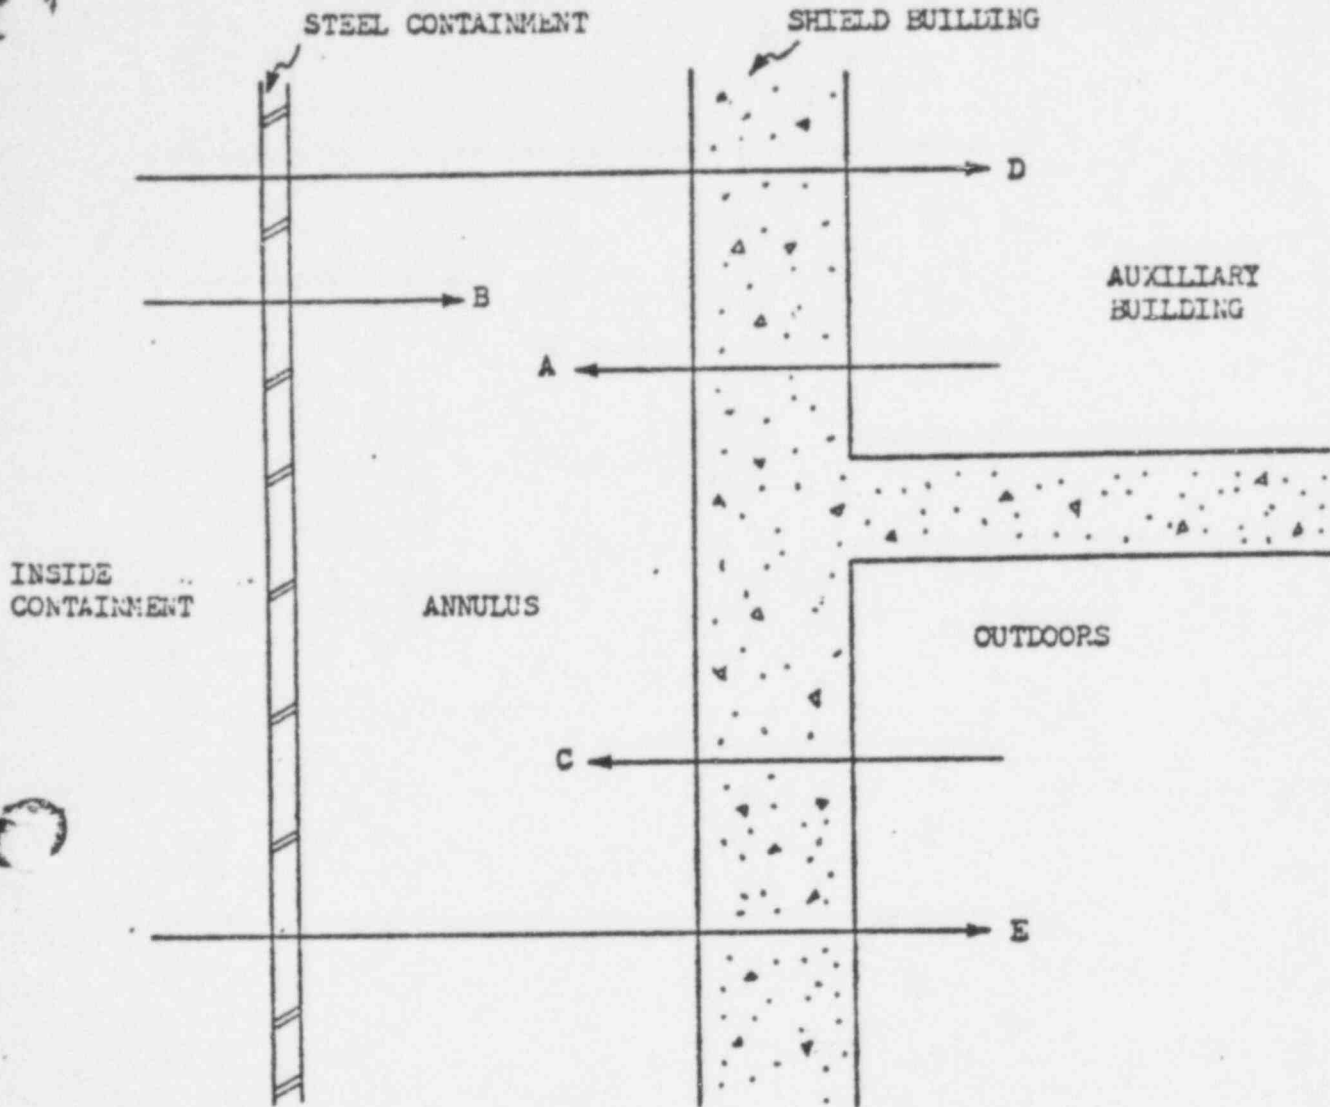 STEEL CONTAINMENT
SHIELD BUILDING
D
B
AUXILIARY
BUILDING
A
INSIDE
CONTAINMENT
ANNULUS
OUTDOORS
C
E